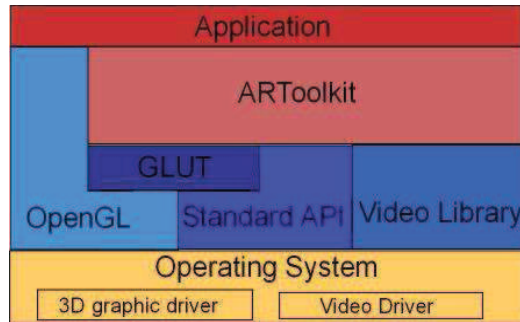 Application
ARToolkit
GLUT
OpenGL
Standard API
Video Library
Operating System
3D graphic driver
Video Driver